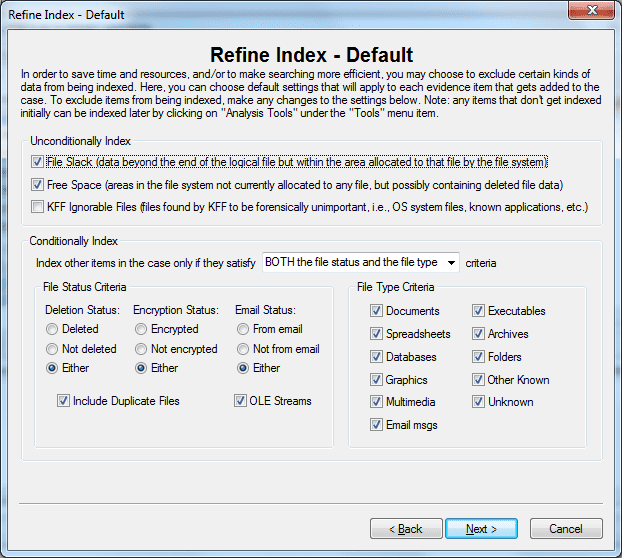 Refine Index - Default
Refine Index - Default
In order to save time and resources, and/or to make searching more efficient, you may choose to exclude certain kinds of
data from being indexed. Here, you can choose default settings that will apply to each evidence item that gets added to the
case. To exclude items from being indexed, make any changes to the settings below. Note: any items that don't get indexed
initially can be indexed later by clicking on "Analysis Tools" under the "Tools" menu item.
Unconditionally Index
File Slack (data beyond the end of the logical file but within the area allocated to that file by the file system)
Free Space (areas in the file system not currently allocated to any file, but possibly containing deleted file data)
KFF Ignorable Files (files found by KFF to be forensically unimportant, i.e., OS system files, known applications, etc.)
Conditionally Index
Index other items in the case only if they satisfy BOTH the file status and the file type criteria
File Status Criteria
Deletion Status: Encryption Status: Email Status:
Deleted Encrypted From email
Not deleted Not encrypted Not from email
Either Either Either
Include Duplicate Files OLE Streams
File Type Criteria
Documents Executables
Spreadsheets Archives
Databases Folders
Graphics Other Known
Multimedia Unknown
Email msgs
< Back Next > Cancel